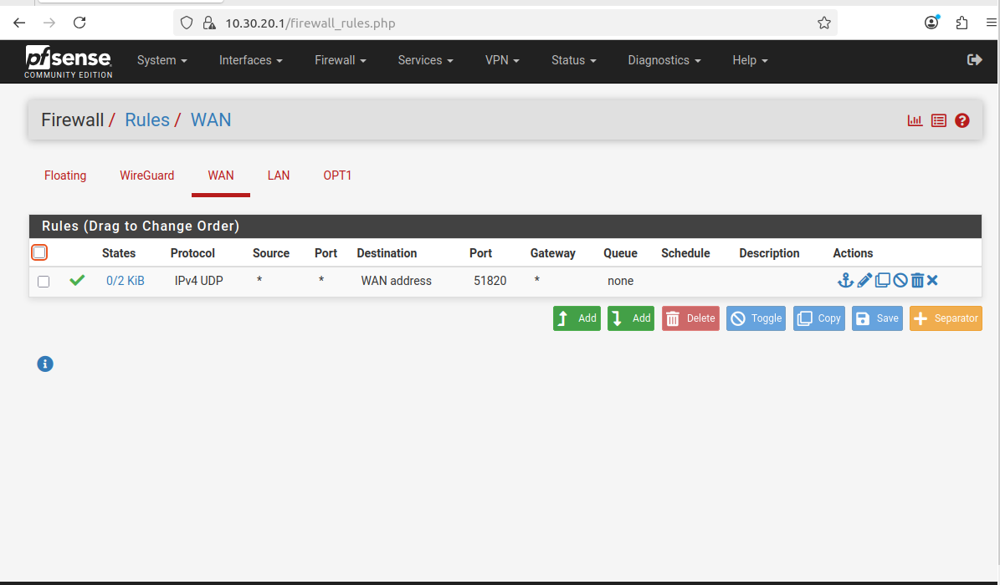 10.30.20.1/firewall_rules.php
pfsense
COMMUNITY EDITION
System Interfaces Firewall Services VPN Status Diagnostics Help
Firewall / Rules / WAN
Floating WireGuard WAN LAN OPT1
Rules (Drag to Change Order)
States Protocol Source Port Destination Port Gateway Queue Schedule Description Actions
0/2 KiB IPv4 UDP * * WAN address 51820 * none
Add Add Delete Toggle Copy Save Separator